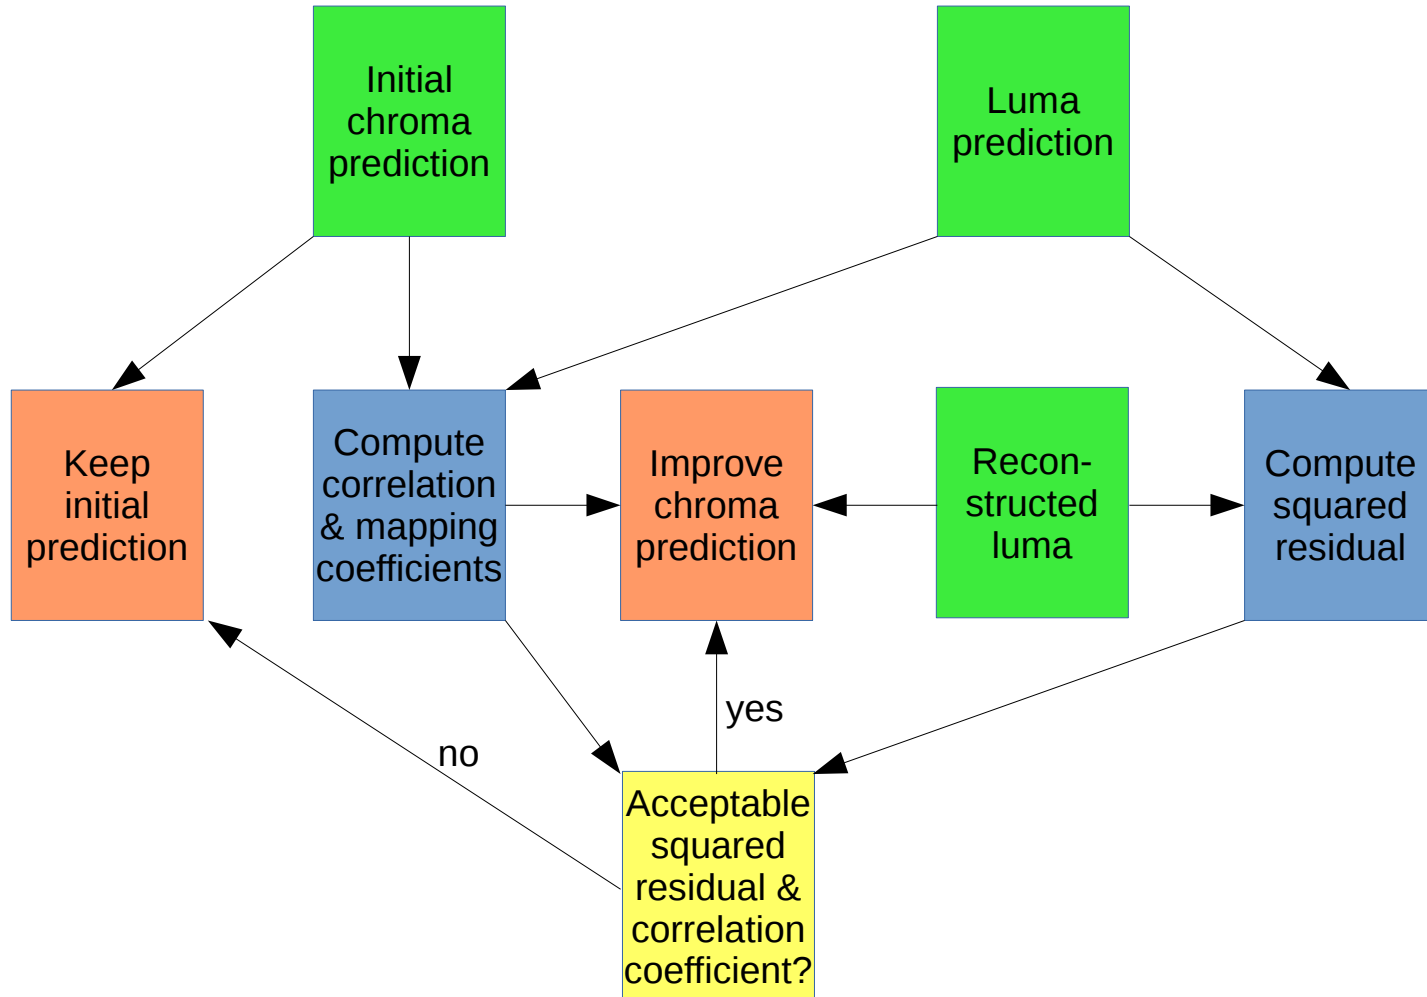 Initial
chroma
prediction
Luma
prediction
Keep
initial
prediction
Compute
correlation
& mapping
coefficients
Improve
chroma
prediction
Recon-
structed
luma
Compute
squared
residual
yes
no
Acceptable
squared
residual &
correlation
coefficient?